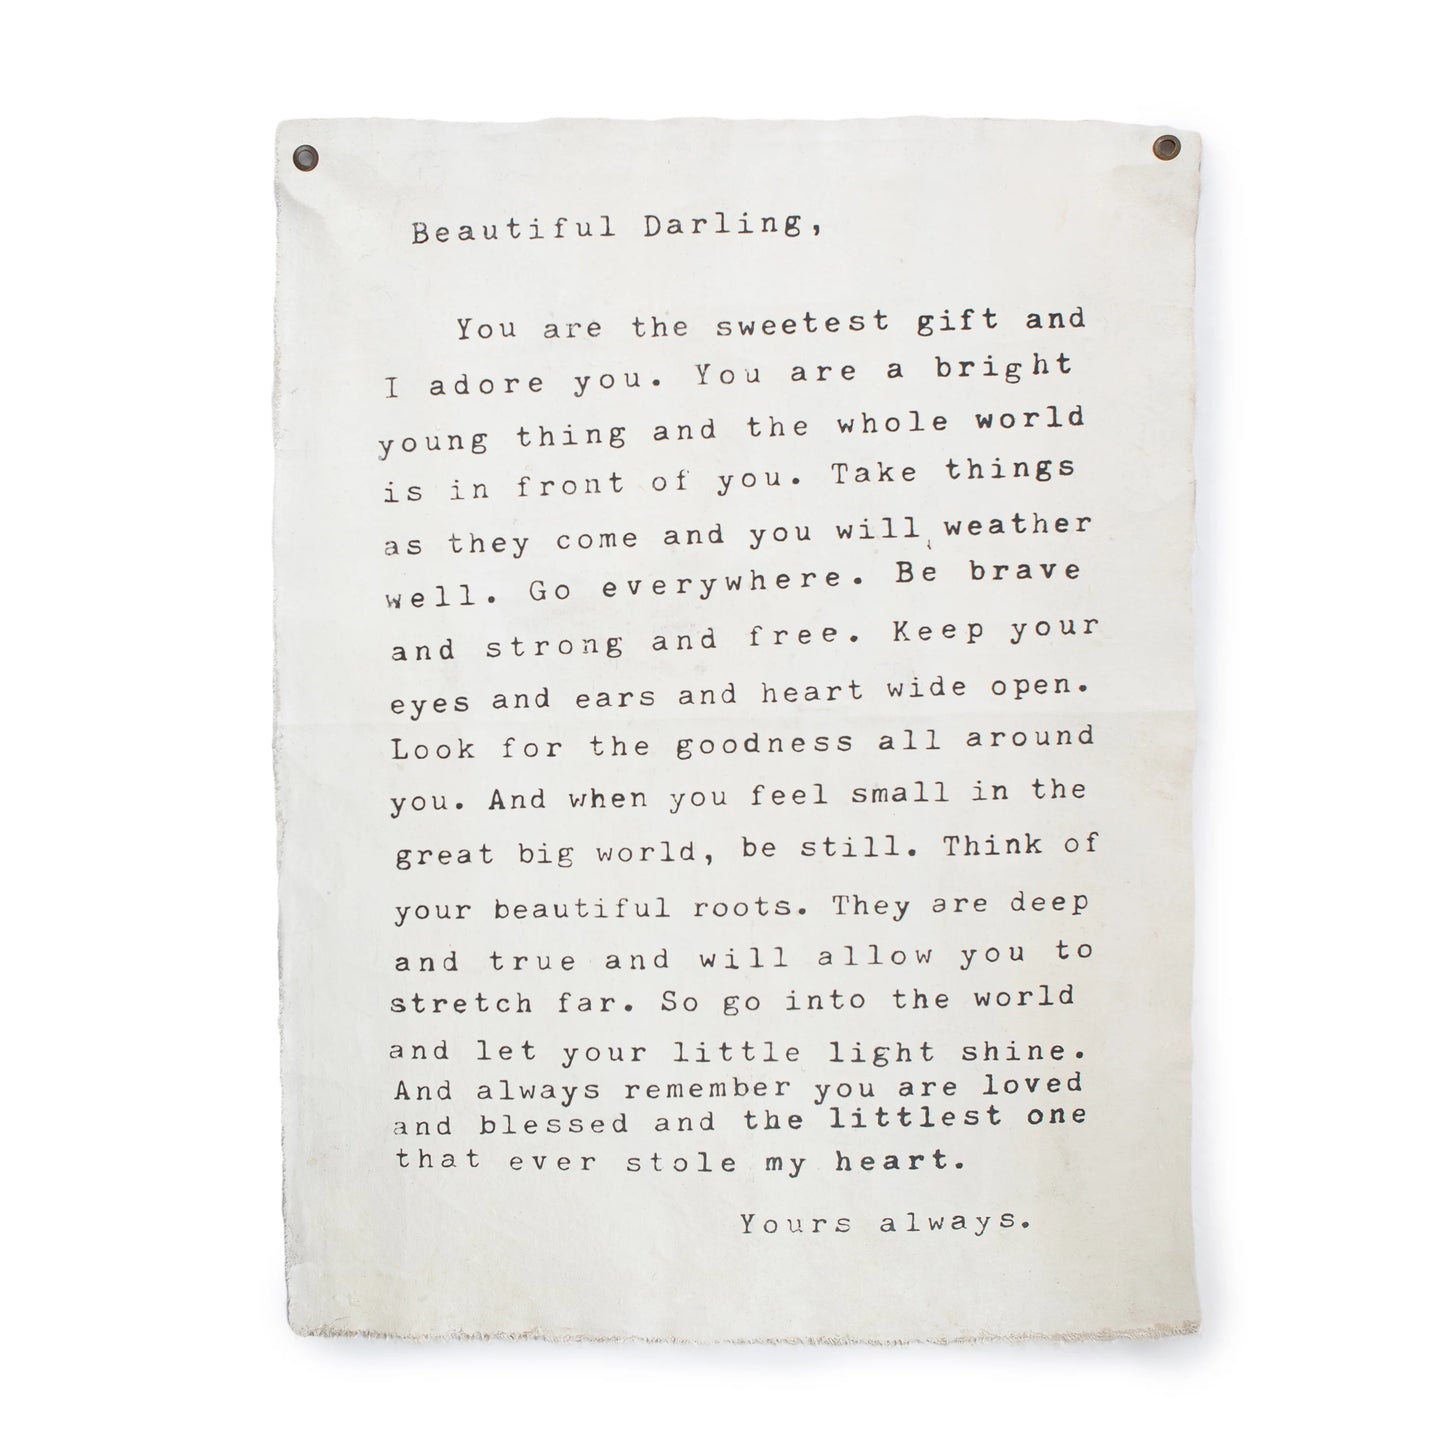 Beautiful Darling,
You are the sweetest gift and
I adore you. You are a bright
young thing and the whole world
is in front of you. Take things
as they come and you will weather
well. Go everywhere. Be brave
and strong and free. Keep your
eyes and ears and heart wide open.
Look for the goodness all around
you. And when you feel small in the
great big world, be still. Think of
your beautiful roots. They are deep
and true and will allow you to
stretch far. So go into the world
and let your little light shine.
And always remember you are loved
and blessed and the littlest one
that ever stole my heart.
Yours always.